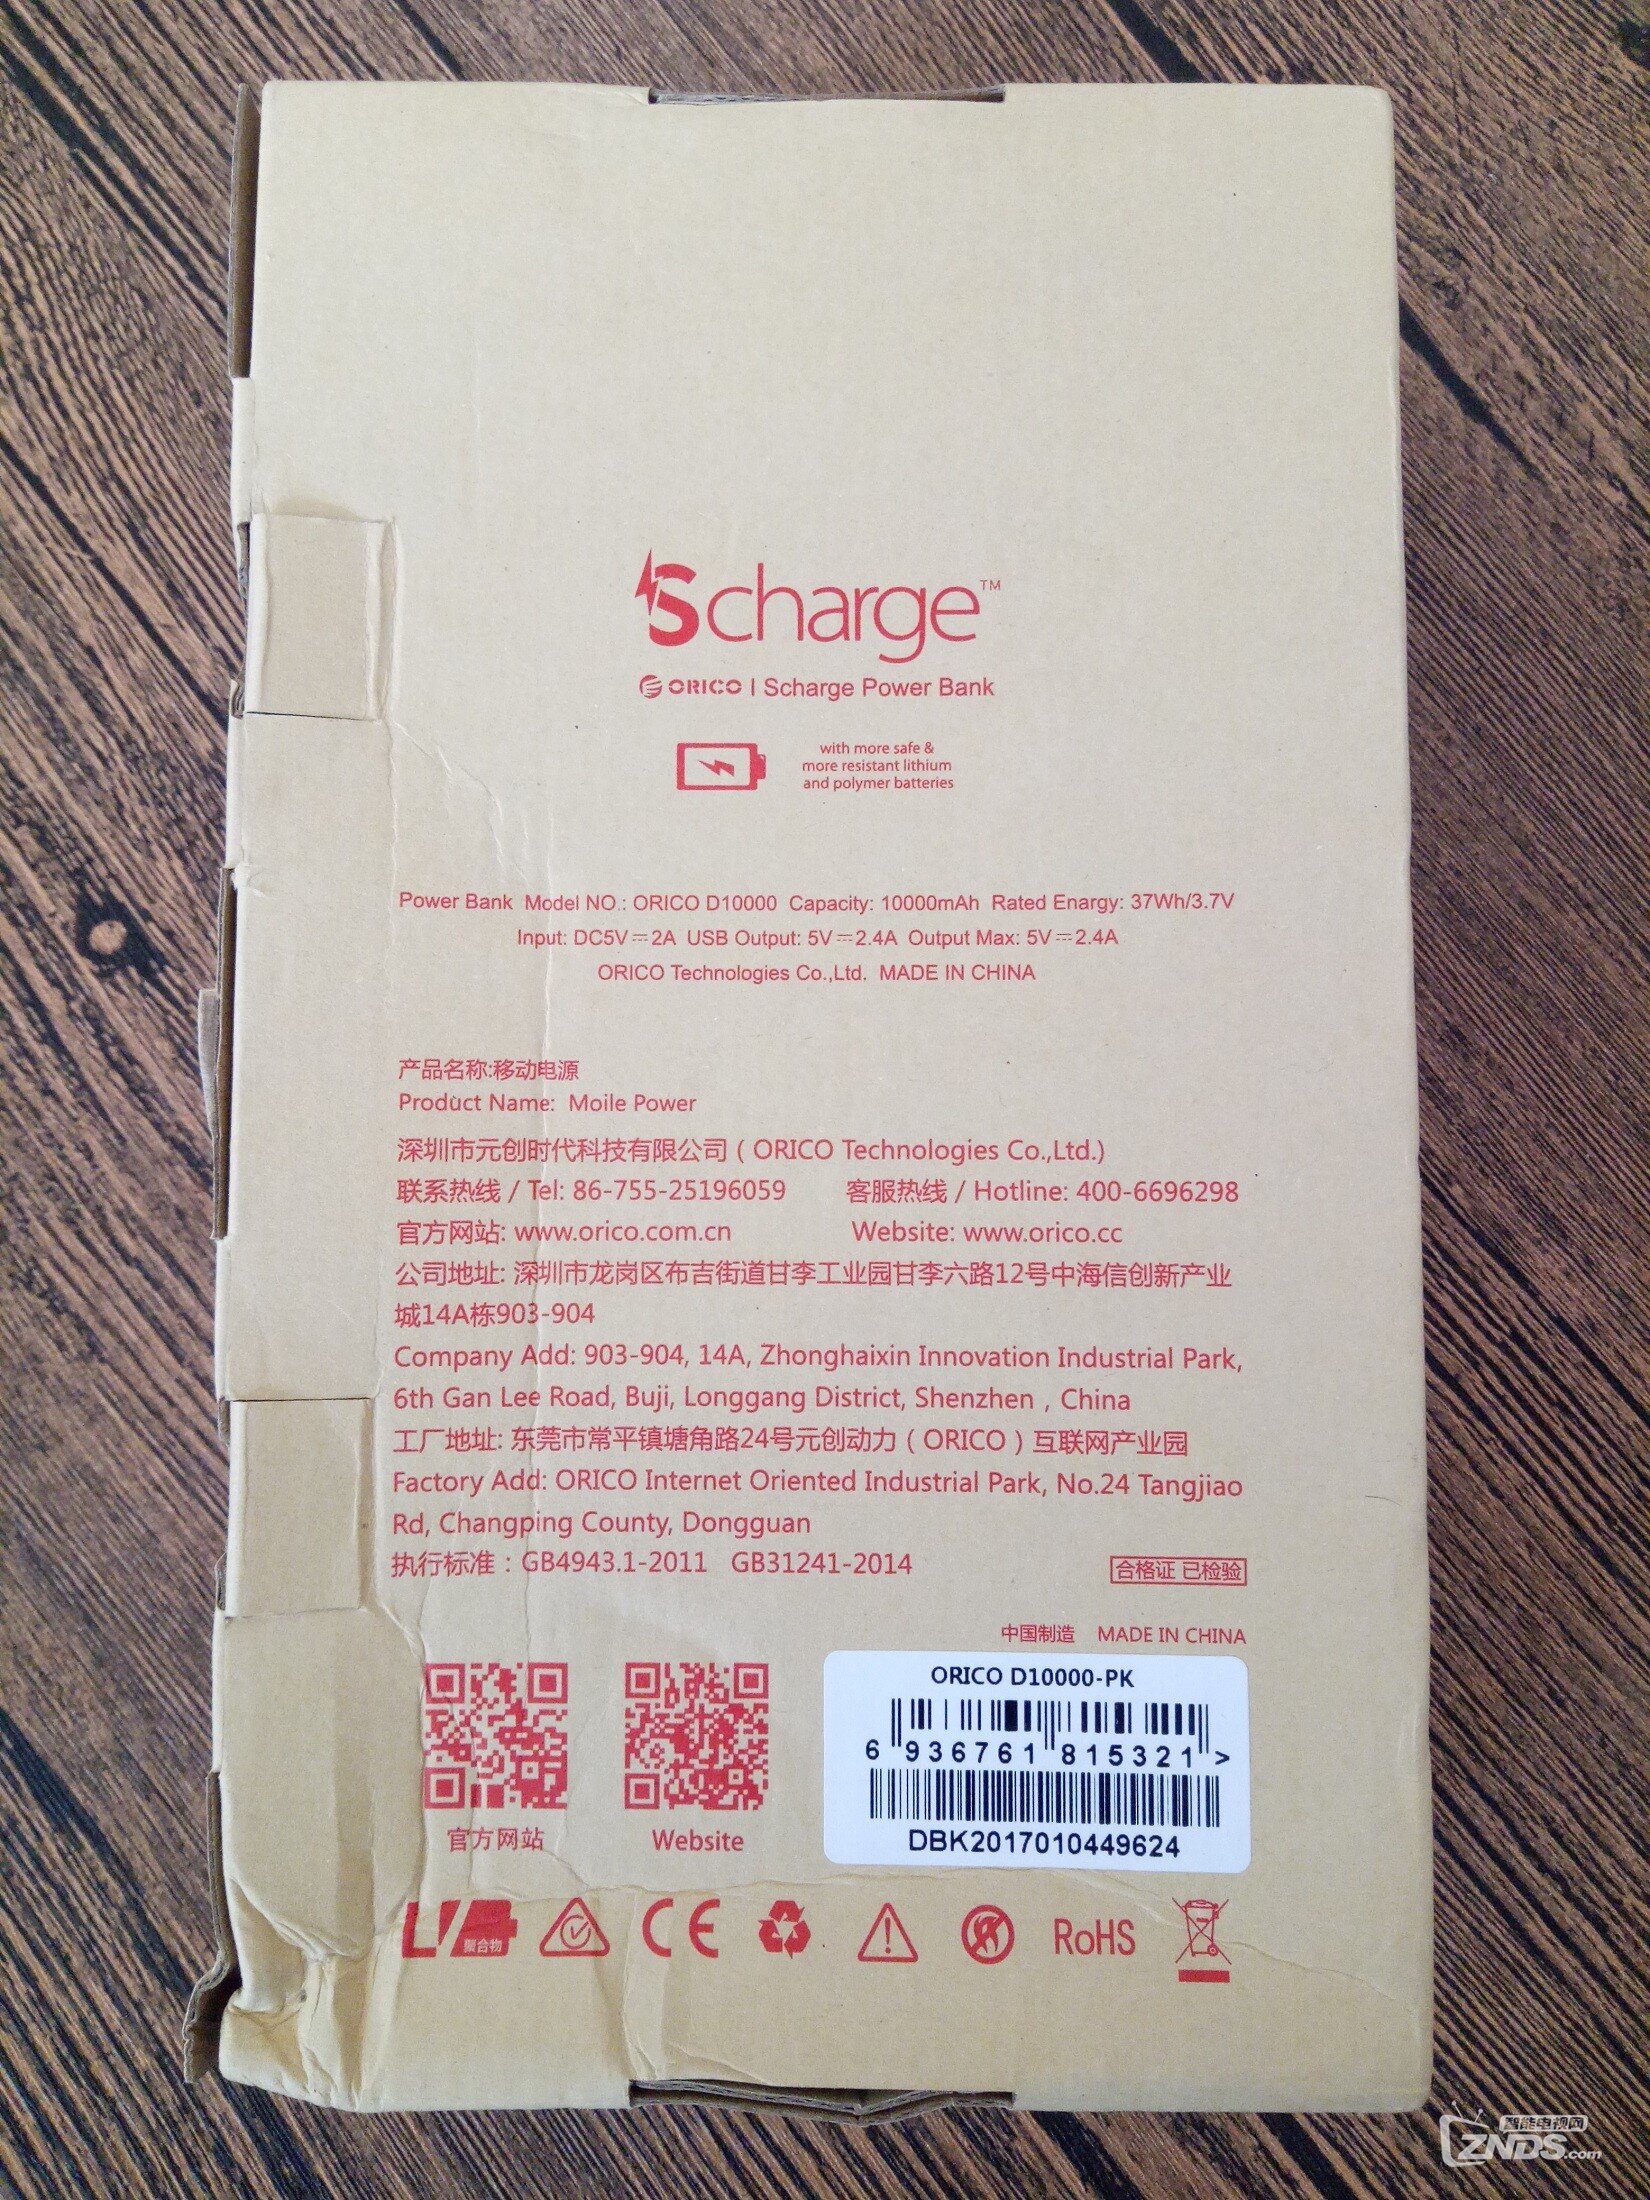 Scharge™
ORICO | Scharge Power Bank
with more safe &
more resistant lithium
and polymer batteries
Power Bank Model NO.: ORICO D10000 Capacity: 10000mAh Rated Enargy: 37Wh/3.7V
Input: DC5V⎓2A USB Output: 5V⎓2.4A Output Max: 5V⎓2.4A
ORICO Technologies Co.,Ltd. MADE IN CHINA
产品名称:移动电源
Product Name: Moile Power
深圳市元创时代科技有限公司 ( ORICO Technologies Co.,Ltd.)
联系热线 / Tel: 86-755-25196059 客服热线 / Hotline: 400-6696298
官方网站: www.orico.com.cn Website: www.orico.cc
公司地址: 深圳市龙岗区布吉街道甘李工业园甘李六路12号中海信创新产业
城14A栋903-904
Company Add: 903-904, 14A, Zhonghaixin Innovation Industrial Park,
6th Gan Lee Road, Buji, Longgang District, Shenzhen , China
工厂地址: 东莞市常平镇塘角路24号元创动力 ( ORICO ) 互联网产业园
Factory Add: ORICO Internet Oriented Industrial Park, No.24 Tangjiao
Rd, Changping County, Dongguan
执行标准：GB4943.1-2011 GB31241-2014
合格证 已检验
中国制造 MADE IN CHINA
ORICO D10000-PK
6 936761 815321 >
DBK2017010449624
官方网站 Website
聚合物
CE
RoHS
智能电视网
ZNDS.com